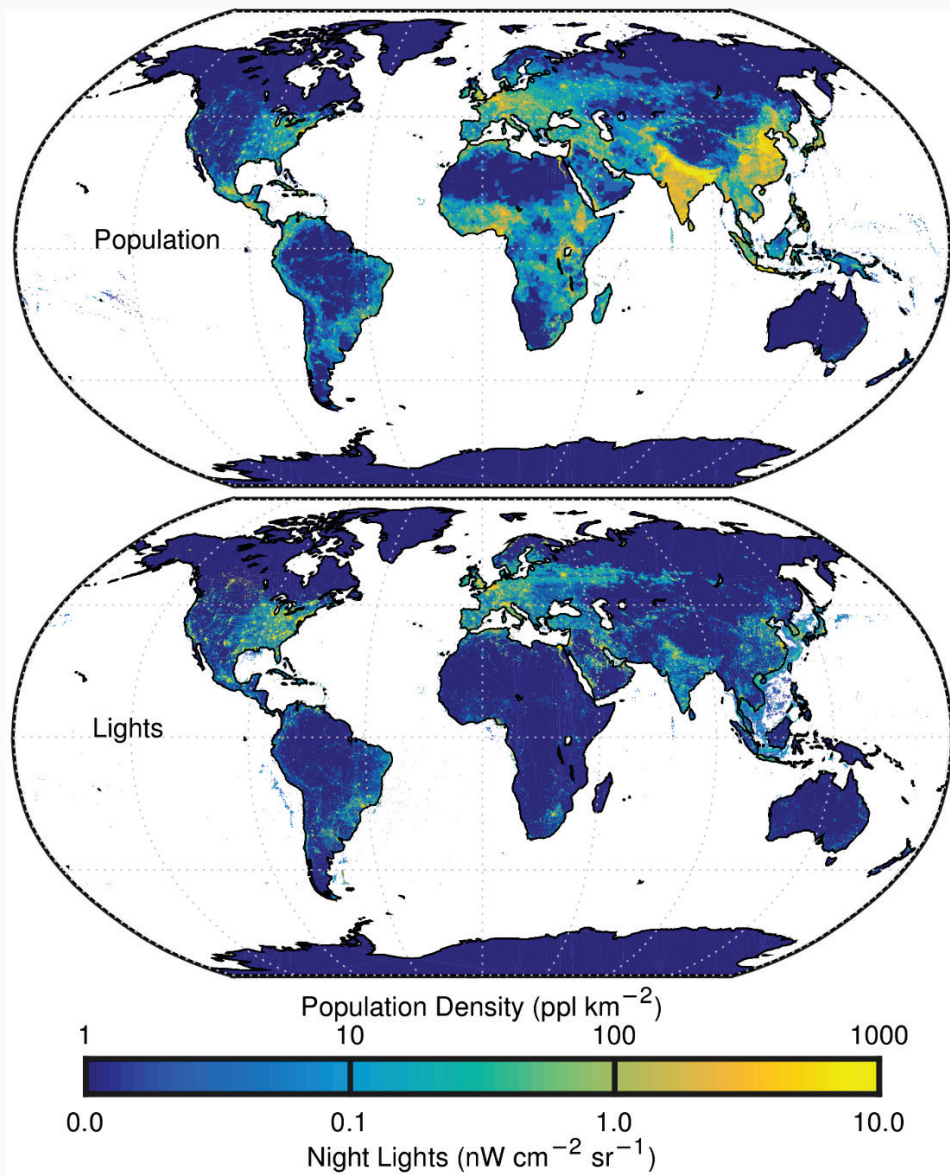 Population
Lights
Population Density (ppl km⁻²)
1 10 100 1000
0.0 0.1 1.0 10.0
Night Lights (nW cm⁻² sr⁻¹)